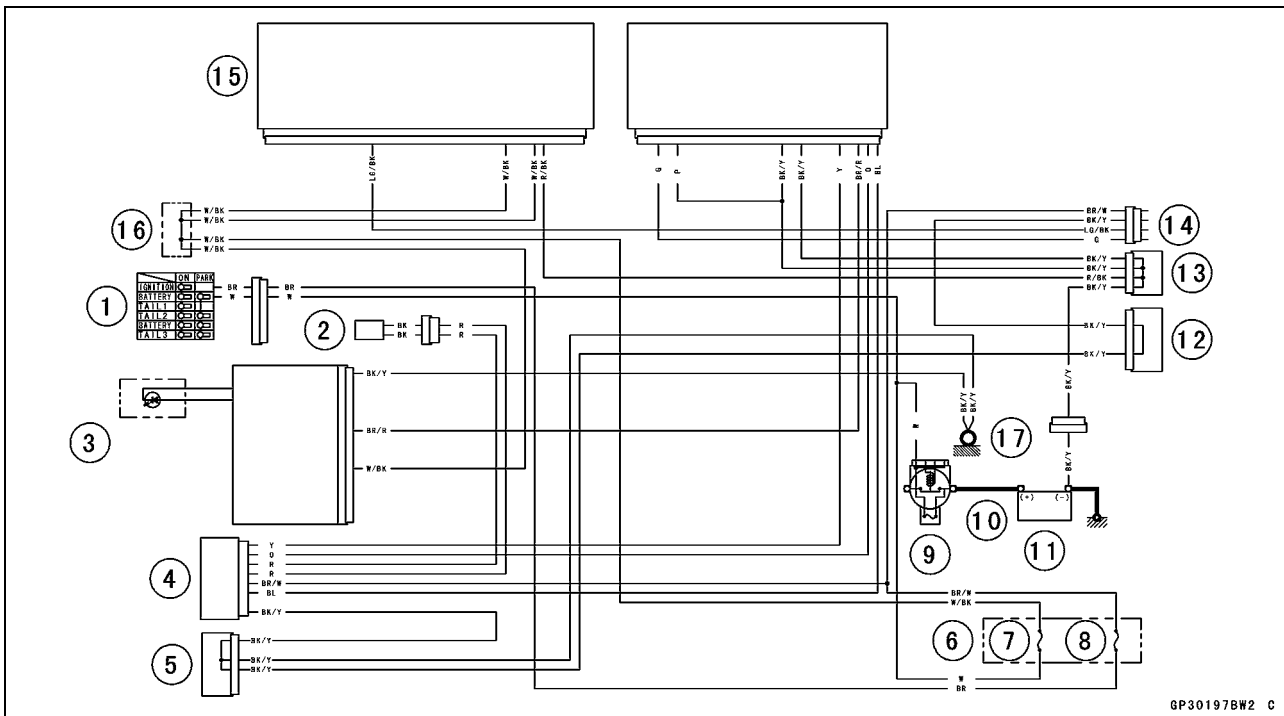 15
LG/BK
W/BK
W/BK
R/BK
G
P
BK/Y
BK/Y
Y
BR/R
O
BL
16
W/BK
W/BK
W/BK
W/BK
BR/W
BK/Y
LG/BK
G
14
BK/Y
BK/Y
R/BK
BK/Y
13
1
ON PARK
IGNITION
BATTERY
TAIL1
TAIL2
BATTERY
TAIL3
BR
W
BR
W
2
BK
BK
R
R
BK/Y
BK/Y
12
3
BK/Y
BR/R
W/BK
BK/Y
BK/Y
17
BK/Y
BK/Y
W
9
10
(+) (-)
11
4
Y
O
R
R
BR/W
BL
BK/Y
5
BK/Y
BK/Y
BK/Y
BR/W
W/BK
6
7
8
W
BR
GP30197BW2 C